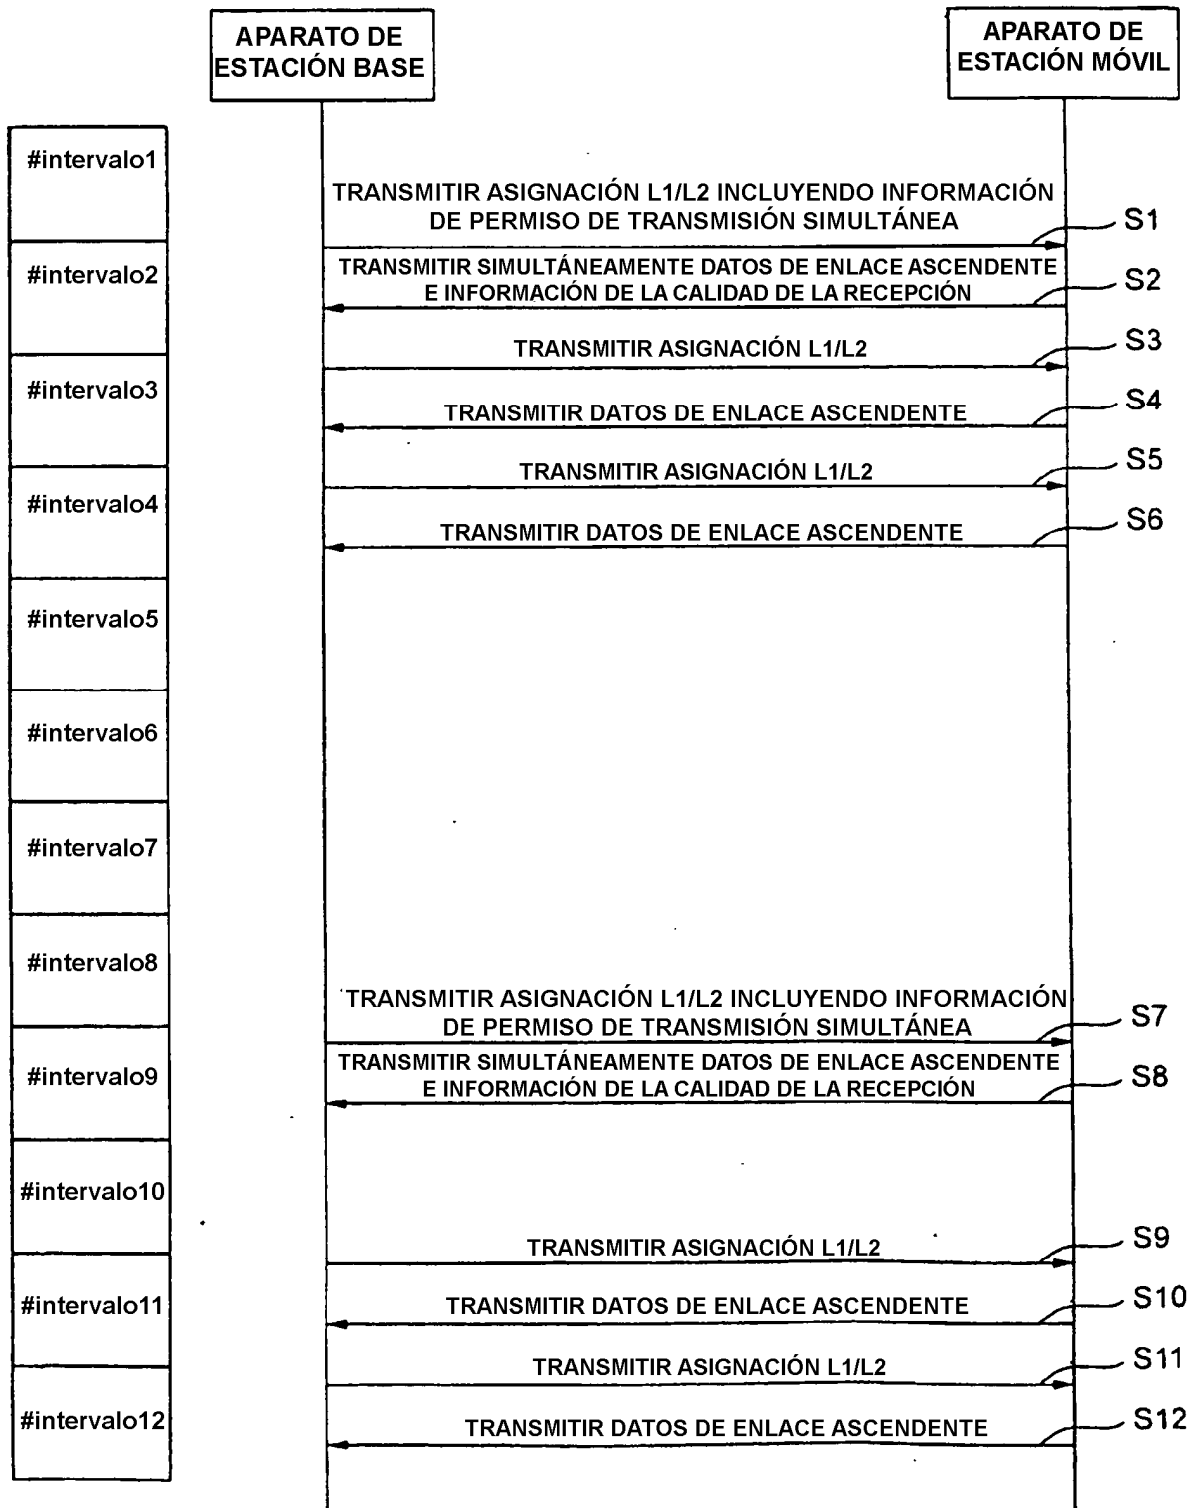 APARATO DE
ESTACIÓN BASE
APARATO DE
ESTACIÓN MÓVIL
#intervalo1
TRANSMITIR ASIGNACIÓN L1/L2 INCLUYENDO INFORMACIÓN
DE PERMISO DE TRANSMISIÓN SIMULTÁNEA
S1
#intervalo2
TRANSMITIR SIMULTÁNEAMENTE DATOS DE ENLACE ASCENDENTE
E INFORMACIÓN DE LA CALIDAD DE LA RECEPCIÓN
S2
TRANSMITIR ASIGNACIÓN L1/L2
S3
#intervalo3
TRANSMITIR DATOS DE ENLACE ASCENDENTE
S4
TRANSMITIR ASIGNACIÓN L1/L2
S5
#intervalo4
TRANSMITIR DATOS DE ENLACE ASCENDENTE
S6
#intervalo5
#intervalo6
#intervalo7
#intervalo8
TRANSMITIR ASIGNACIÓN L1/L2 INCLUYENDO INFORMACIÓN
DE PERMISO DE TRANSMISIÓN SIMULTÁNEA
S7
#intervalo9
TRANSMITIR SIMULTÁNEAMENTE DATOS DE ENLACE ASCENDENTE
E INFORMACIÓN DE LA CALIDAD DE LA RECEPCIÓN
S8
#intervalo10
TRANSMITIR ASIGNACIÓN L1/L2
S9
#intervalo11
TRANSMITIR DATOS DE ENLACE ASCENDENTE
S10
TRANSMITIR ASIGNACIÓN L1/L2
S11
#intervalo12
TRANSMITIR DATOS DE ENLACE ASCENDENTE
S12